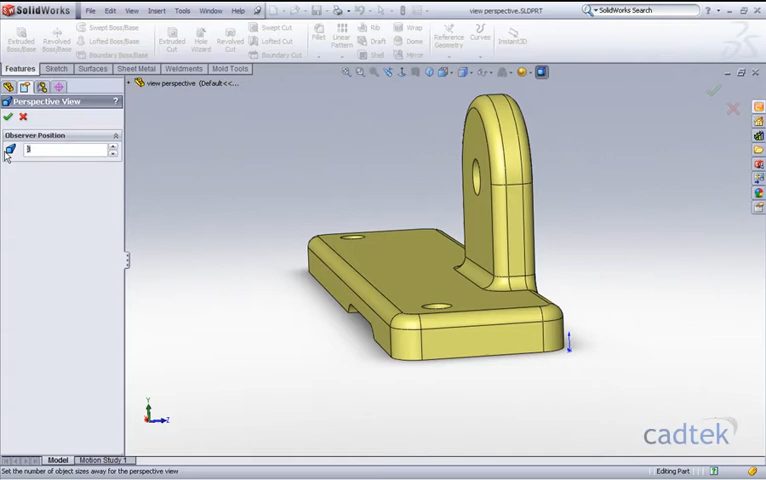 SolidWorks File Edit View Insert Tools Window Help view perspective.SLDPRT SolidWorks Search
Extruded Boss/Base Revolved Boss/Base Swept Boss/Base Lofted Boss/Base Boundary Boss/Base Extruded Cut Hole Wizard Revolved Cut Swept Cut Lofted Cut Boundary Cut Fillet Linear Pattern Rib Draft Shell Wrap Dome Mirror Reference Geometry Curves Instant3D
Features Sketch Surfaces Sheet Metal Weldments Mold Tools
view perspective (Default<<...
Perspective View ?
Observer Position
3
Y
Z
cadtek
Model Motion Study 1
Set the number of object sizes away for the perspective view Editing Part